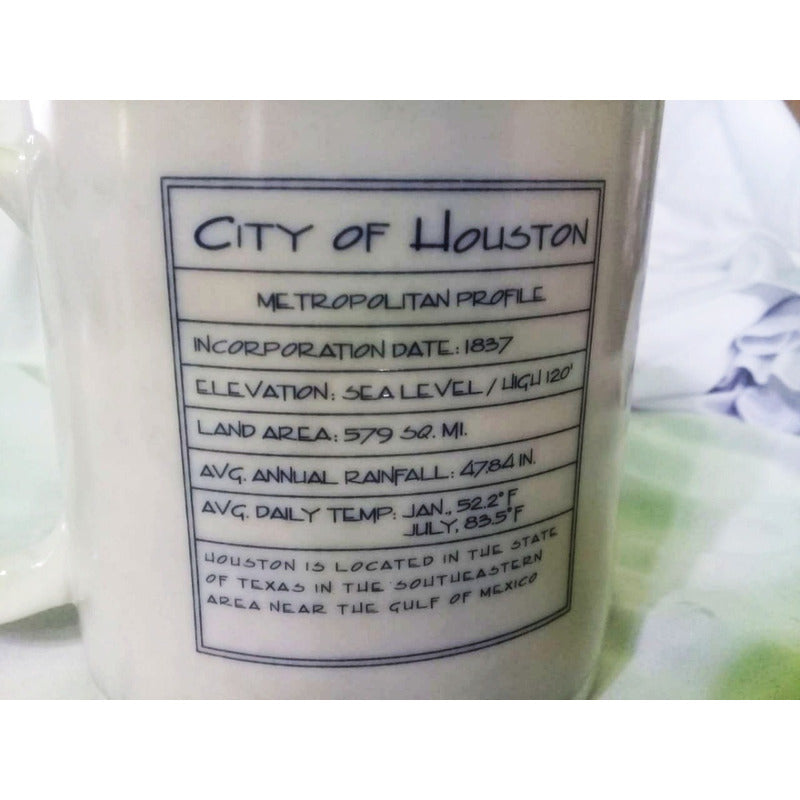 CITY OF HOUSTON
METROPOLITAN PROFILE
INCORPORATION DATE: 1837
ELEVATION: SEA LEVEL / HIGH 120'
LAND AREA: 579 SQ. MI.
AVG. ANNUAL RAINFALL: 47.84 IN.
AVG. DAILY TEMP: JAN., 52.2°F
JULY, 83.5°F
HOUSTON IS LOCATED IN THE STATE
OF TEXAS IN THE SOUTHEASTERN
AREA NEAR THE GULF OF MEXICO